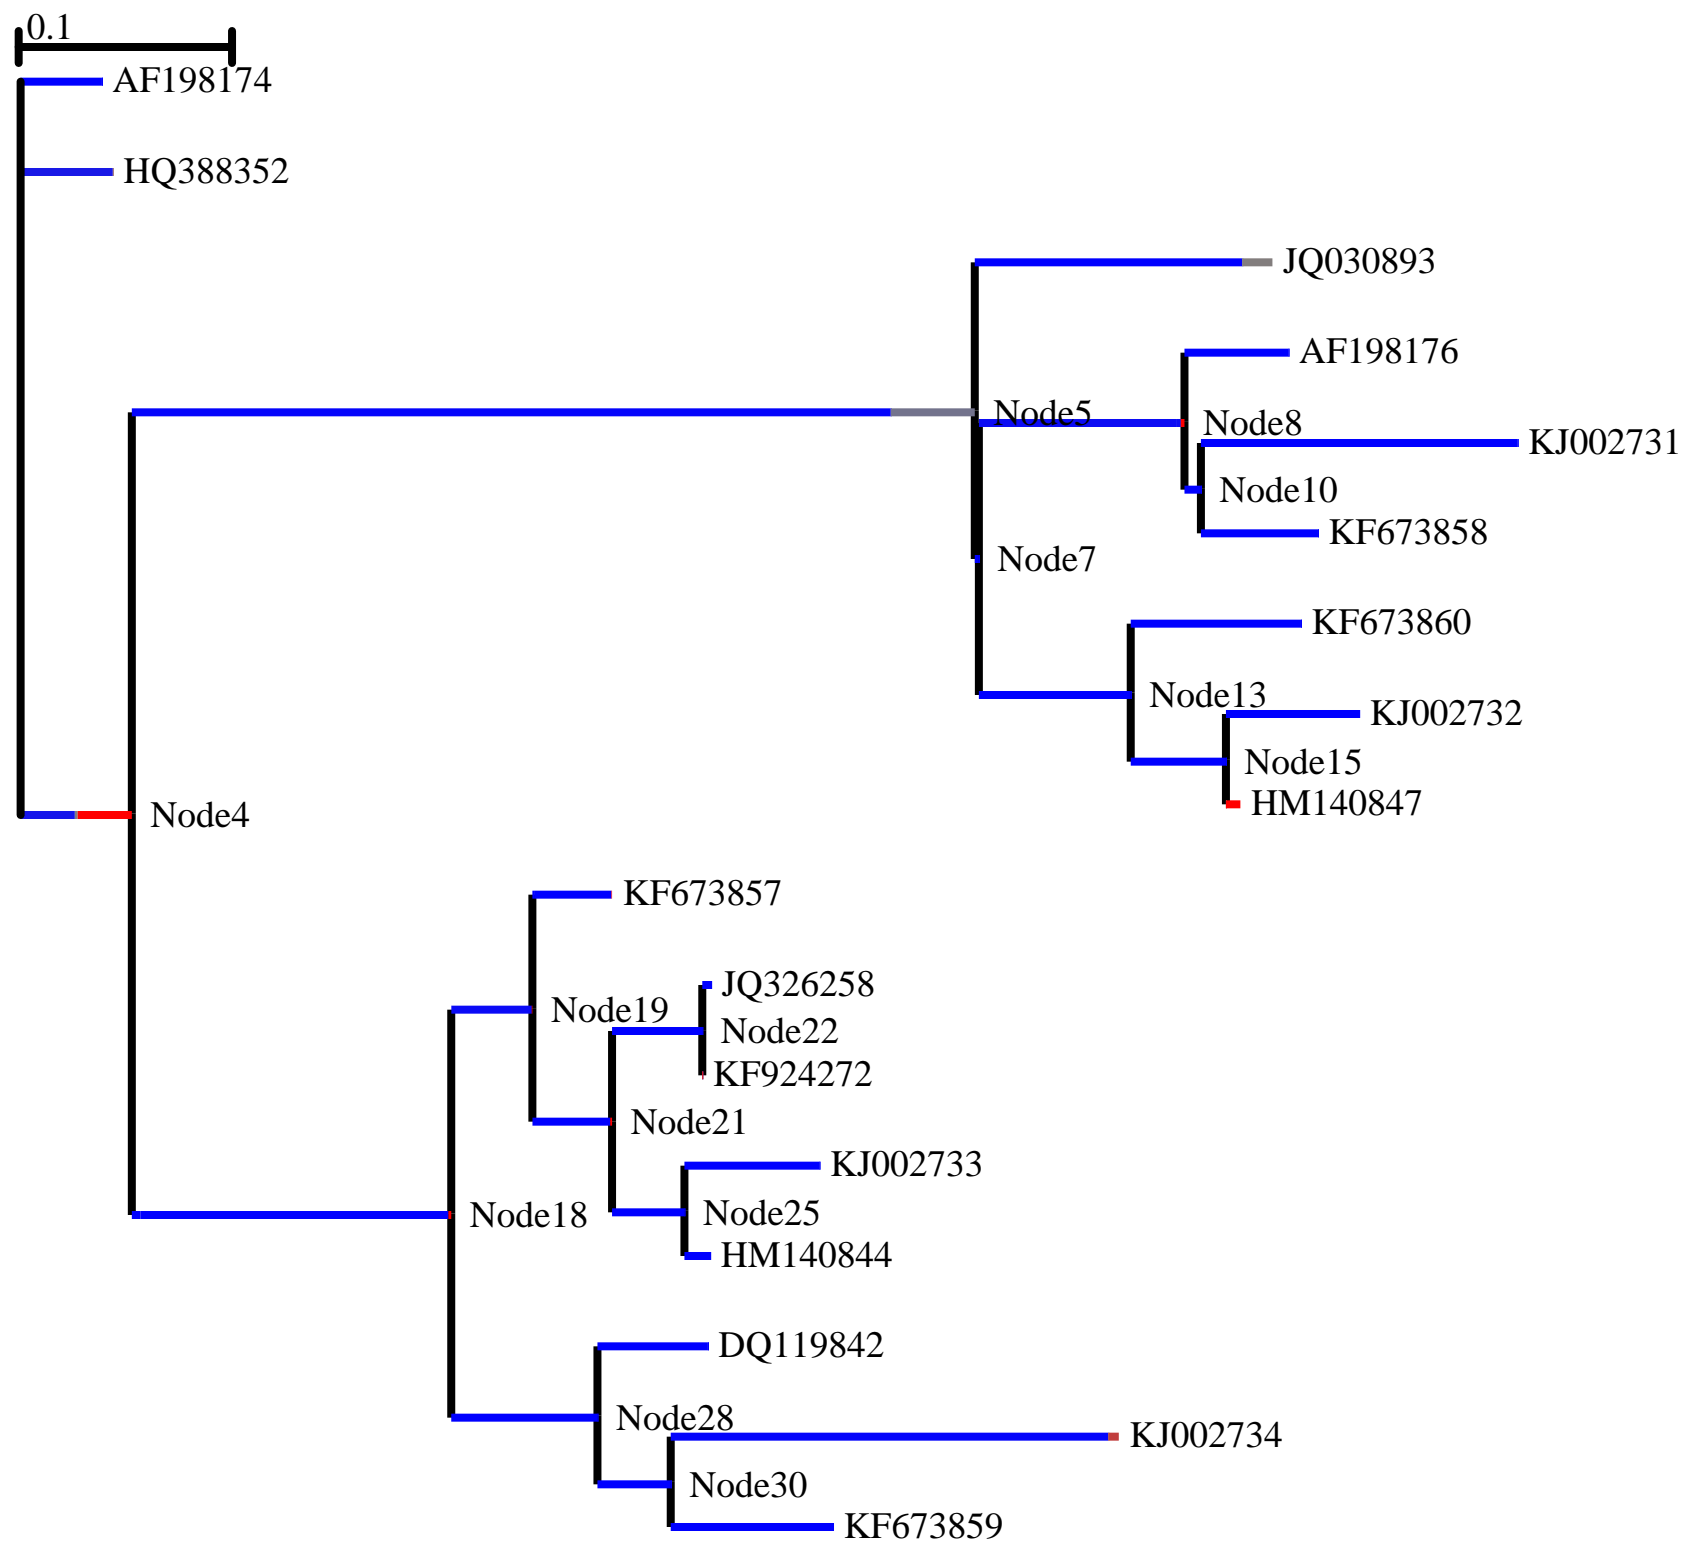 0.1
AF198174
HQ388352
JQ030893
AF198176
Node5
Node8
KJ002731
Node10
KF673858
Node7
KF673860
Node13
KJ002732
Node15
HM140847
Node4
KF673857
JQ326258
Node19
Node22
KF924272
Node21
KJ002733
Node25
Node18
HM140844
DQ119842
Node28
KJ002734
Node30
KF673859